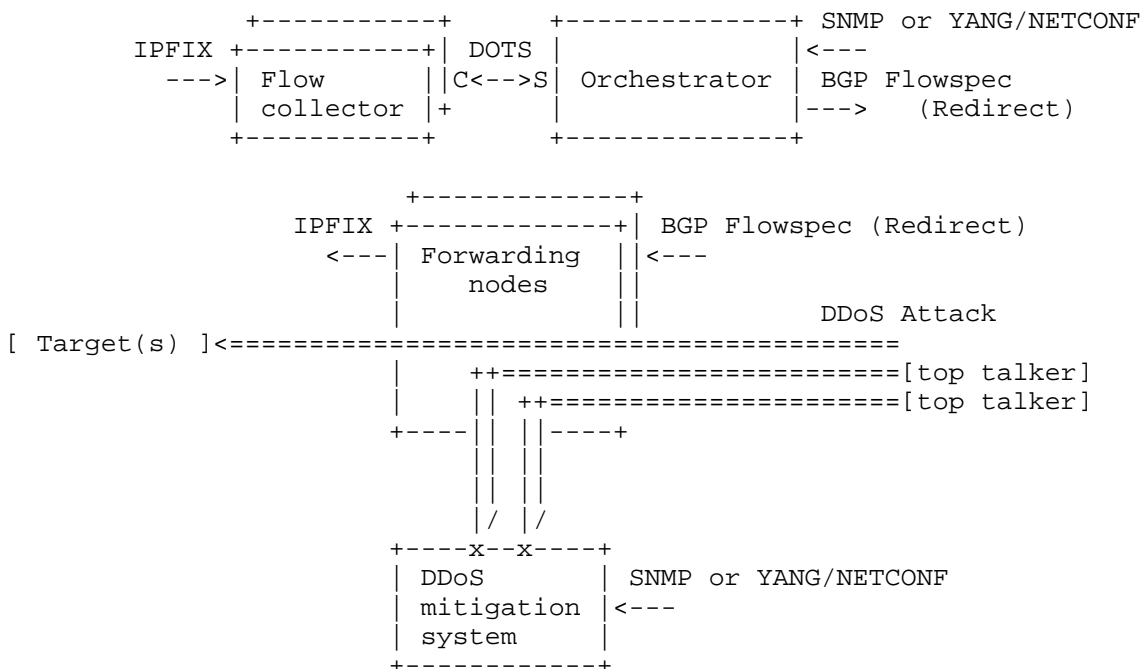 SNMP or YANG/NETCONF
IPFIX DOTS <---
---> Flow C<-->S Orchestrator BGP Flowspec
collector ---> (Redirect)
IPFIX BGP Flowspec (Redirect)
<--- Forwarding <---
nodes
DDoS Attack
[ Target(s) ]<==========================================
++=========================[top talker]
++======================[top talker]
x--x
DDoS SNMP or YANG/NETCONF
mitigation <---
system